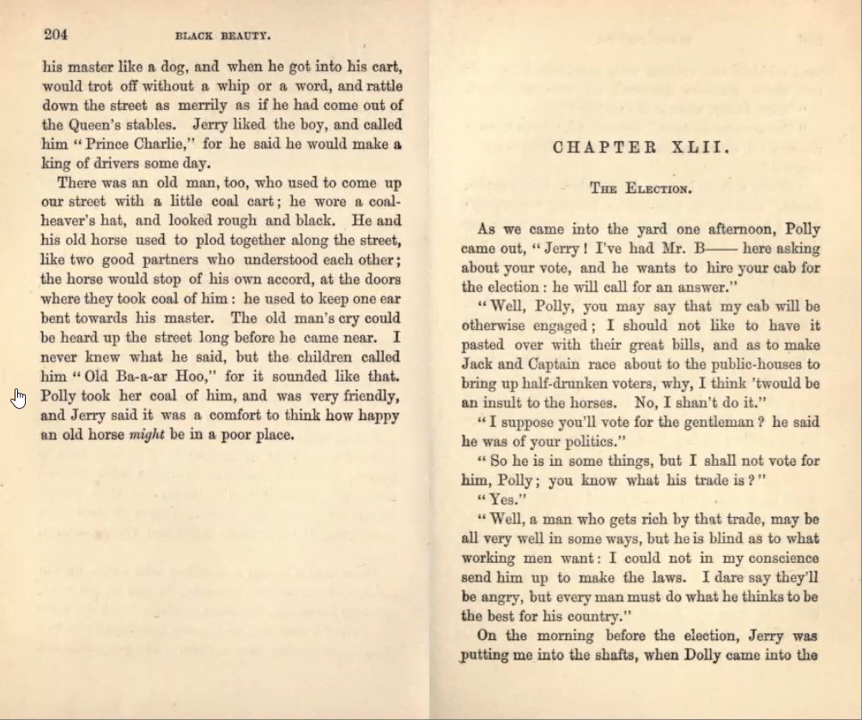 204
BLACK BEAUTY.
his master like a dog, and when he got into his cart,
would trot off without a whip or a word, and rattle
down the street as merrily as if he had come out of
the Queen's stables. Jerry liked the boy, and called
him “ Prince Charlie,” for he said he would make a
king of drivers some day.
There was an old man, too, who used to come up
our street with a little coal cart ; he wore a coal-
heaver's hat, and looked rough and black. He and
his old horse used to plod together along the street,
like two good partners who understood each other ;
the horse would stop of his own accord, at the doors
where they took coal of him : he used to keep one ear
bent towards his master. The old man's cry could
be heard up the street long before he came near. I
never knew what he said, but the children called
him “ Old Ba-a-ar Hoo,” for it sounded like that.
Polly took her coal of him, and was very friendly,
and Jerry said it was a comfort to think how happy
an old horse might be in a poor place.
CHAPTER XLII.
The Election.
As we came into the yard one afternoon, Polly
came out, “ Jerry ! I've had Mr. B—— here asking
about your vote, and he wants to hire your cab for
the election : he will call for an answer.”
“ Well, Polly, you may say that my cab will be
otherwise engaged ; I should not like to have it
pasted over with their great bills, and as to make
Jack and Captain race about to the public-houses to
bring up half-drunken voters, why, I think 'twould be
an insult to the horses. No, I shan't do it.”
“ I suppose you'll vote for the gentleman ? he said
he was of your politics.”
“ So he is in some things, but I shall not vote for
him, Polly ; you know what his trade is ? ”
“ Yes.”
“ Well, a man who gets rich by that trade, may be
all very well in some ways, but he is blind as to what
working men want : I could not in my conscience
send him up to make the laws. I dare say they'll
be angry, but every man must do what he thinks to be
the best for his country.”
On the morning before the election, Jerry was
putting me into the shafts, when Dolly came into the